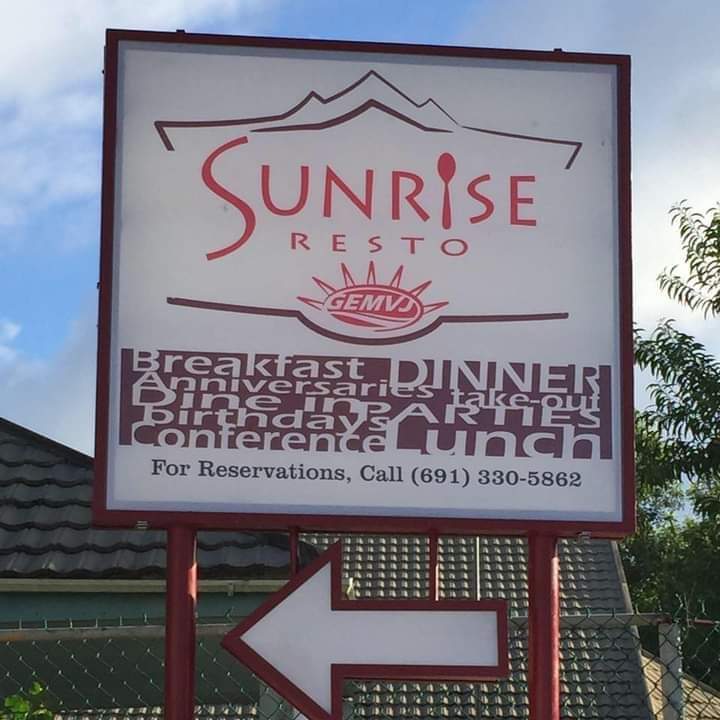 SUNRISE
RESTO
GEMVJ
Breakfast DINNER
Anniversaries take-out
Dine in PARTIES
Birthdays
Conference Lunch
For Reservations, Call (691) 330-5862